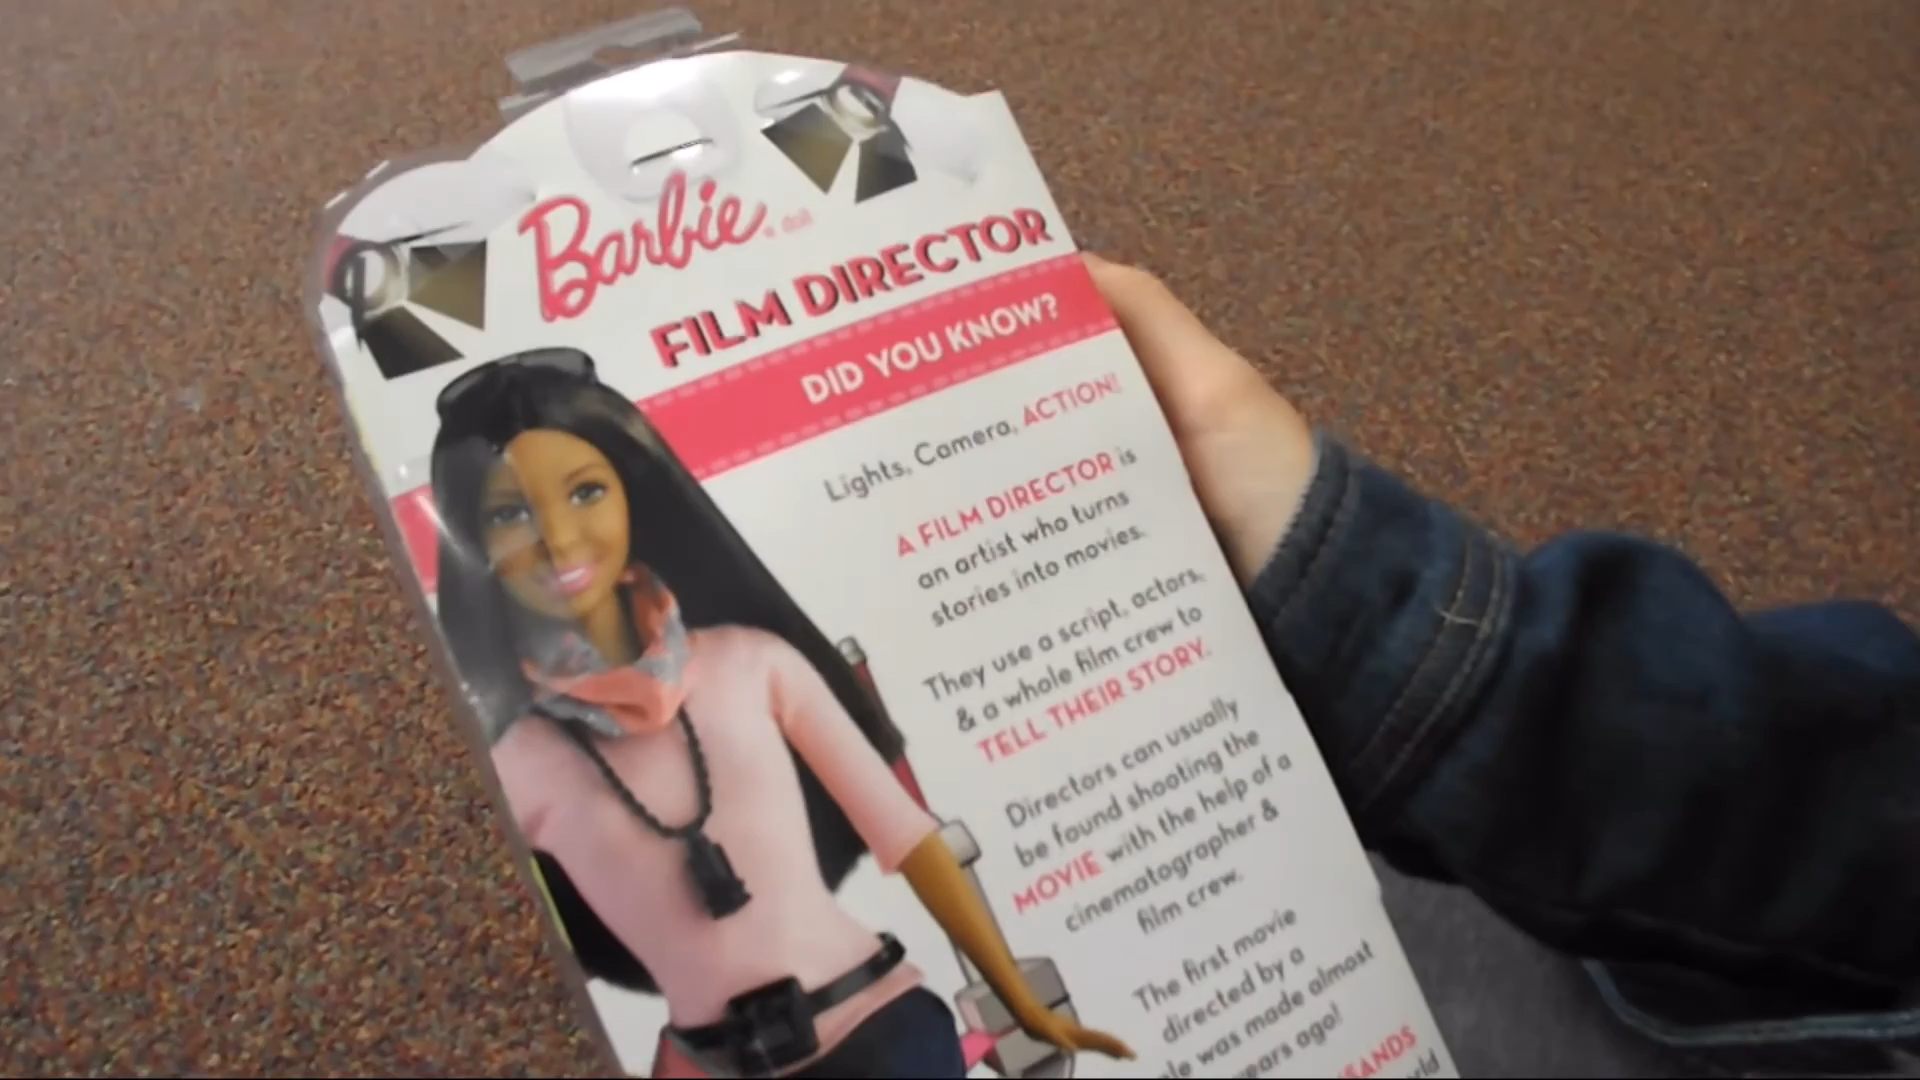 Barbie® doll
FILM DIRECTOR
DID YOU KNOW?
Lights, Camera, ACTION!
A FILM DIRECTOR is
an artist who turns
stories into movies.
They use a script, actors,
& a whole film crew to
TELL THEIR STORY.
Directors can usually
be found shooting the
MOVIE with the help of a
cinematographer &
film crew.
The first movie
directed by a
was made almost
years ago!